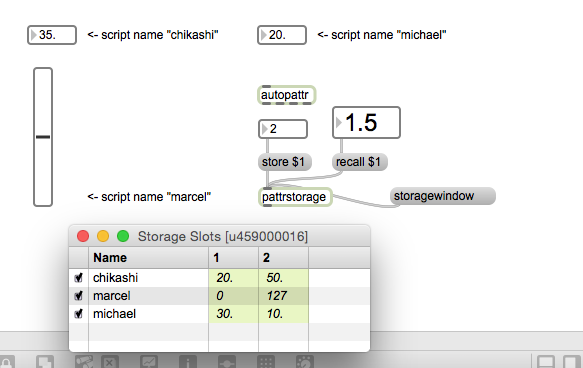 35. <- script name "chikashi" 20. <- script name "michael"
autopattr
2 1.5
store $1 recall $1
<- script name "marcel" pattrstorage storagewindow
Storage Slots [u459000016]
Name 1 2
chikashi 20. 50.
marcel 0 127
michael 30. 10.